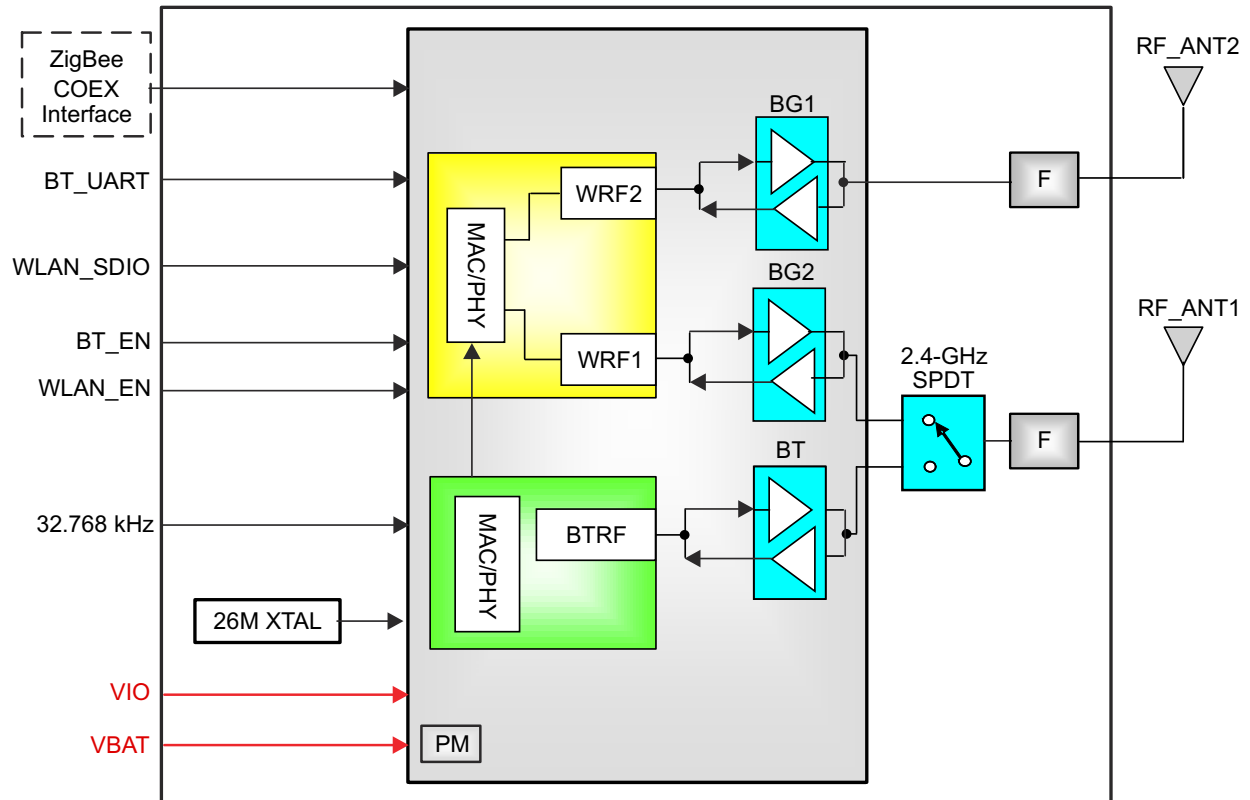 ZigBee
COEX
Interface
BT_UART
WLAN_SDIO
BT_EN
WLAN_EN
32.768 kHz
26M XTAL
VIO
VBAT
PM
MAC/PHY
WRF2
WRF1
MAC/PHY
BTRF
BG1
BG2
BT
2.4-GHz
SPDT
F
F
RF_ANT2
RF_ANT1